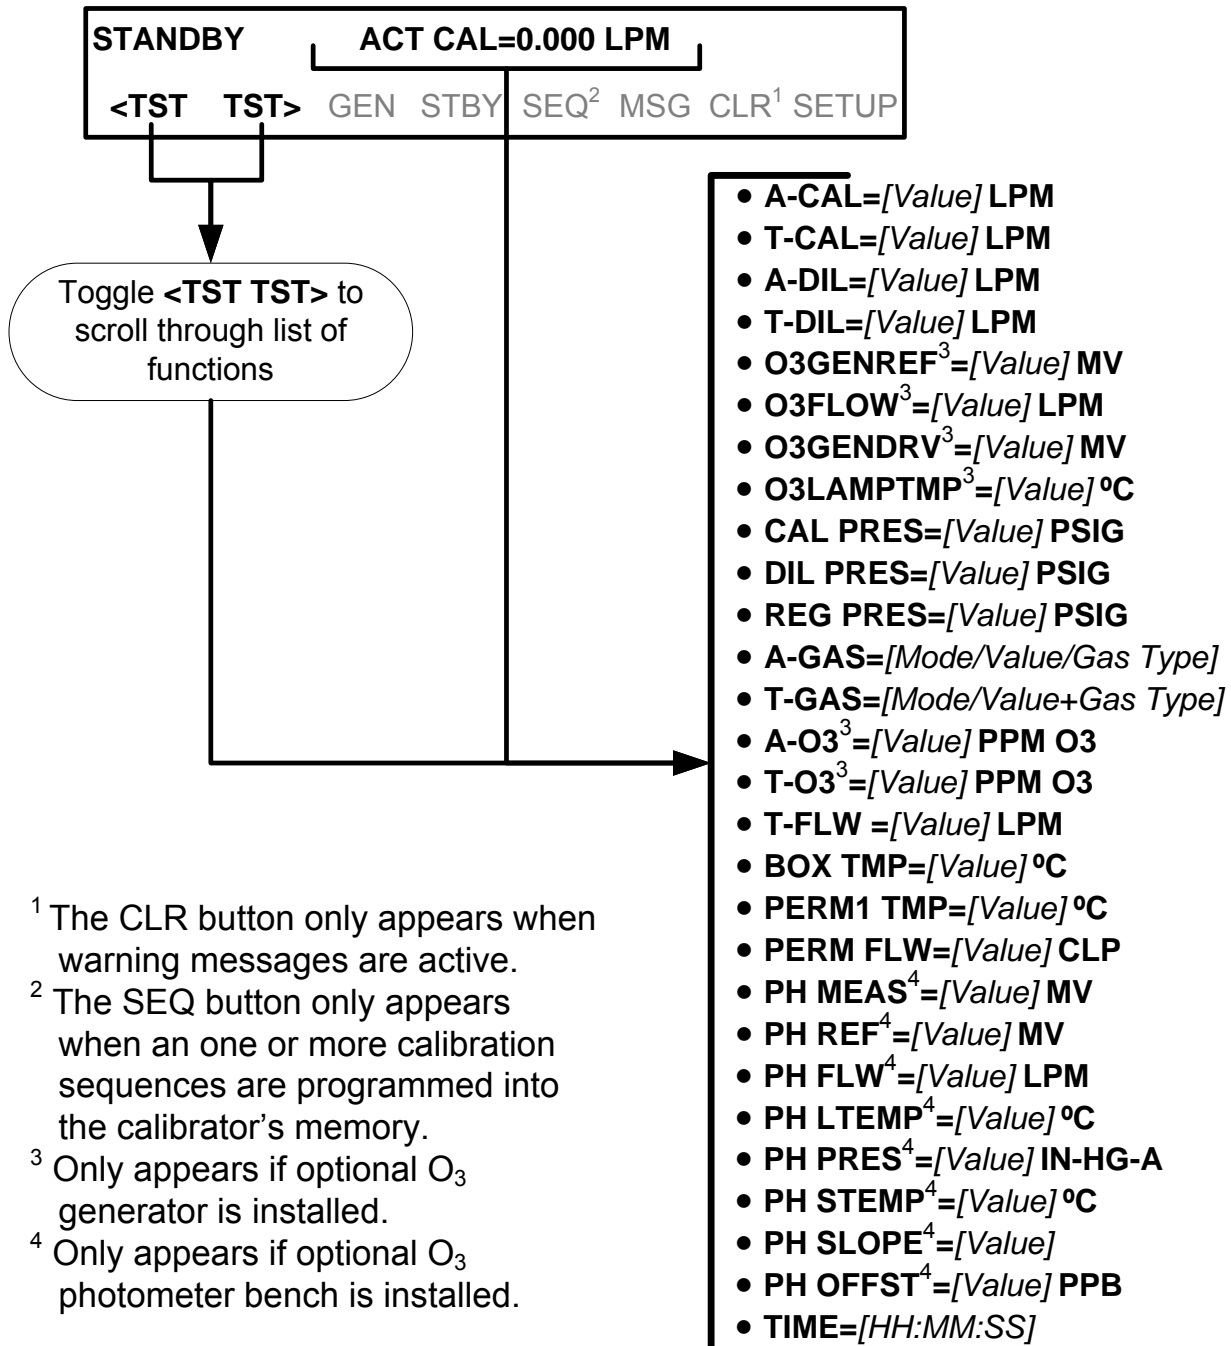 STANDBY ACT CAL=0.000 LPM
<TST TST> GEN STBY SEQ² MSG CLR¹ SETUP
Toggle <TST TST> to
scroll through list of
functions
• A-CAL=[Value] LPM
• T-CAL=[Value] LPM
• A-DIL=[Value] LPM
• T-DIL=[Value] LPM
• O3GENREF³=[Value] MV
• O3FLOW³=[Value] LPM
• O3GENDRV³=[Value] MV
• O3LAMPTMP³=[Value] ºC
• CAL PRES=[Value] PSIG
• DIL PRES=[Value] PSIG
• REG PRES=[Value] PSIG
• A-GAS=[Mode/Value/Gas Type]
• T-GAS=[Mode/Value+Gas Type]
• A-O3³=[Value] PPM O3
• T-O3³=[Value] PPM O3
• T-FLW =[Value] LPM
• BOX TMP=[Value] ºC
• PERM1 TMP=[Value] ºC
• PERM FLW=[Value] CLP
• PH MEAS⁴=[Value] MV
• PH REF⁴=[Value] MV
• PH FLW⁴=[Value] LPM
• PH LTEMP⁴=[Value] ºC
• PH PRES⁴=[Value] IN-HG-A
• PH STEMP⁴=[Value] ºC
• PH SLOPE⁴=[Value]
• PH OFFST⁴=[Value] PPB
• TIME=[HH:MM:SS]
¹ The CLR button only appears when
warning messages are active.
² The SEQ button only appears
when an one or more calibration
sequences are programmed into
the calibrator's memory.
³ Only appears if optional O₃
generator is installed.
⁴ Only appears if optional O₃
photometer bench is installed.